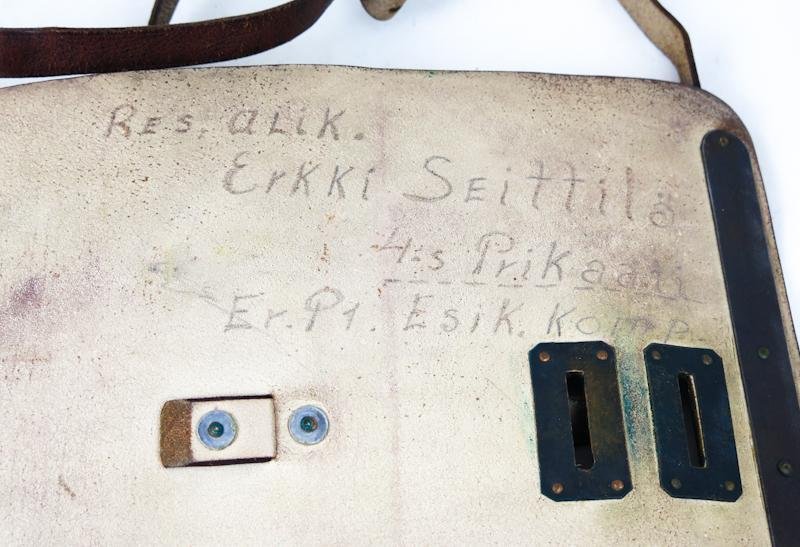 Res. alik.
Erkki Seittilä
4:s Prikaati
Er. P1. Esik. Komp.